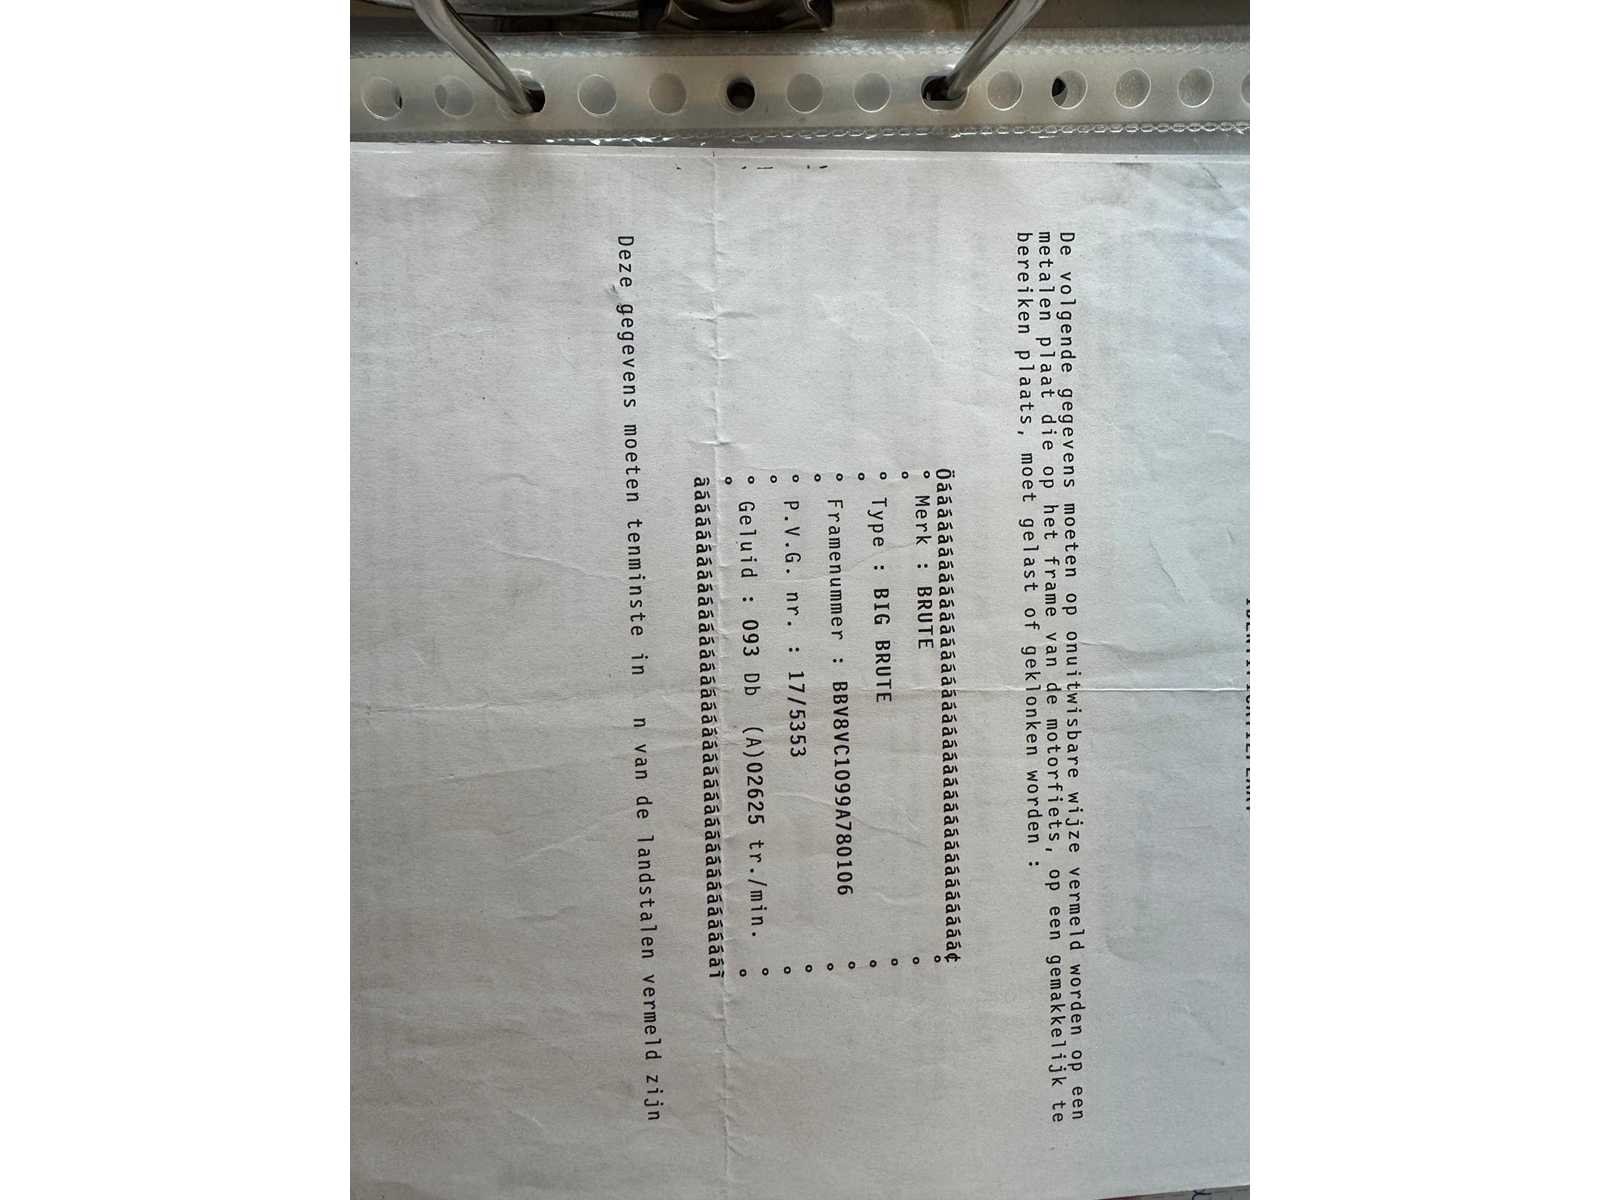 De volgende gegevens moeten op onuitwisbare wijze vermeld worden op een
metalen plaat die op het frame van de motorfiets, op een gemakkelijk te
bereiken plaats, moet gelast of geklonken worden :
° Merk : BRUTE °
° Type : BIG BRUTE °
° Framenummer : BBV8VC1099A780106 °
° P.V.G. nr. : 17/5353 °
° Geluid : 093 Db (A)02625 tr./min. °
Deze gegevens moeten tenminste in n van de landstalen vermeld zijn